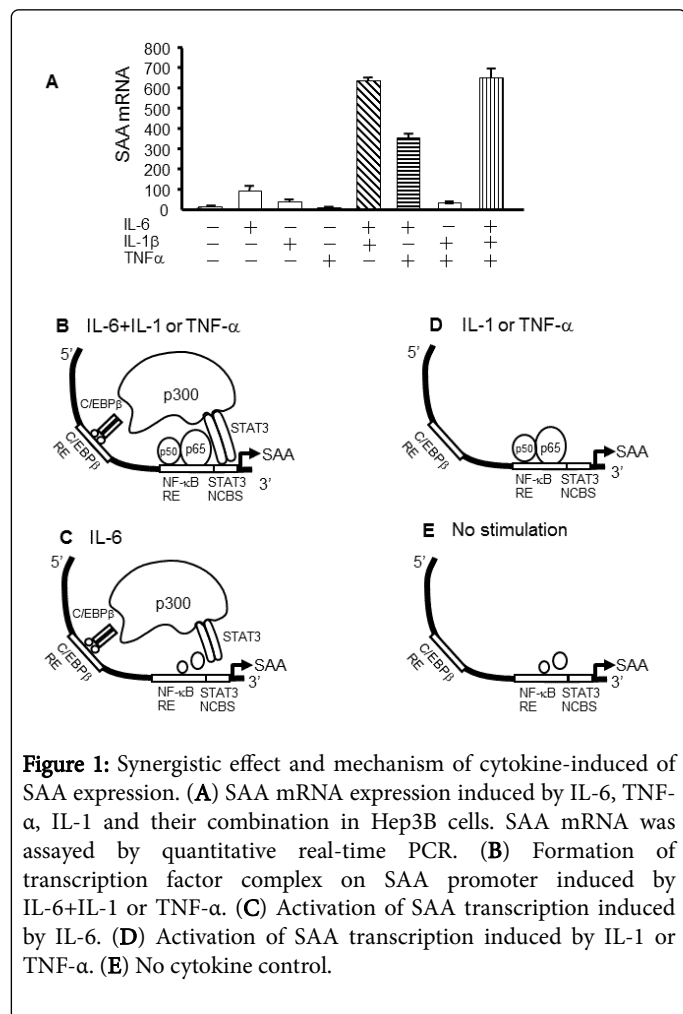 A
SAA mRNA
800
700
600
500
400
300
200
100
0
IL-6 – + – – + + – +
IL-1β – – + – + – + +
TNFα – – – + – + + +
B IL-6+IL-1 or TNF-α
5’
C/EBPβ
p300
STAT3
p50
p65
SAA
C/EBPβ
RE
NF-κB
RE
STAT3
NCBS
3’
D IL-1 or TNF-α
5’
p50
p65
SAA
C/EBPβ
RE
NF-κB
RE
STAT3
NCBS
3’
C IL-6
5’
C/EBPβ
p300
STAT3
SAA
C/EBPβ
RE
NF-κB
RE
STAT3
NCBS
3’
E No stimulation
5’
SAA
C/EBPβ
RE
NF-κB
RE
STAT3
NCBS
3’
Figure 1: Synergistic effect and mechanism of cytokine-induced of
SAA expression. (A) SAA mRNA expression induced by IL-6, TNF-
α, IL-1 and their combination in Hep3B cells. SAA mRNA was
assayed by quantitative real-time PCR. (B) Formation of
transcription factor complex on SAA promoter induced by
IL-6+IL-1 or TNF-α. (C) Activation of SAA transcription induced
by IL-6. (D) Activation of SAA transcription induced by IL-1 or
TNF-α. (E) No cytokine control.